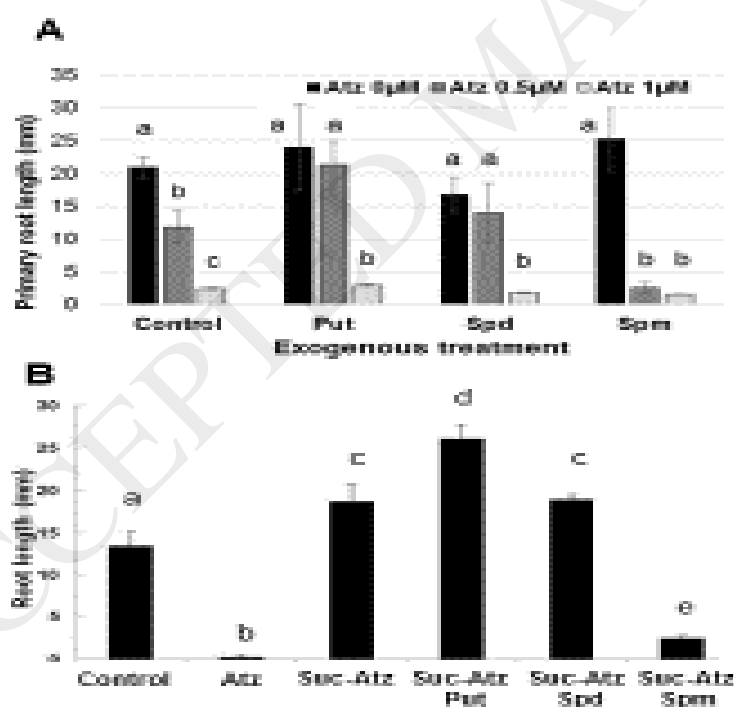 A
35
Atz 0µM Atz 0.5µM Atz 1µM
30
25
20
15
10
5
0
Primary root length (mm)
a b c
a a b
a a b
a b b
Control Put Spd Spm
Exogenous treatment
B
30
25
20
15
10
5
0
Root length (mm)
a b c d c e
Control Atz Suc-Atz Suc-Atz Suc-Atz Suc-Atz
Put Spd Spm
CCEPTED MA